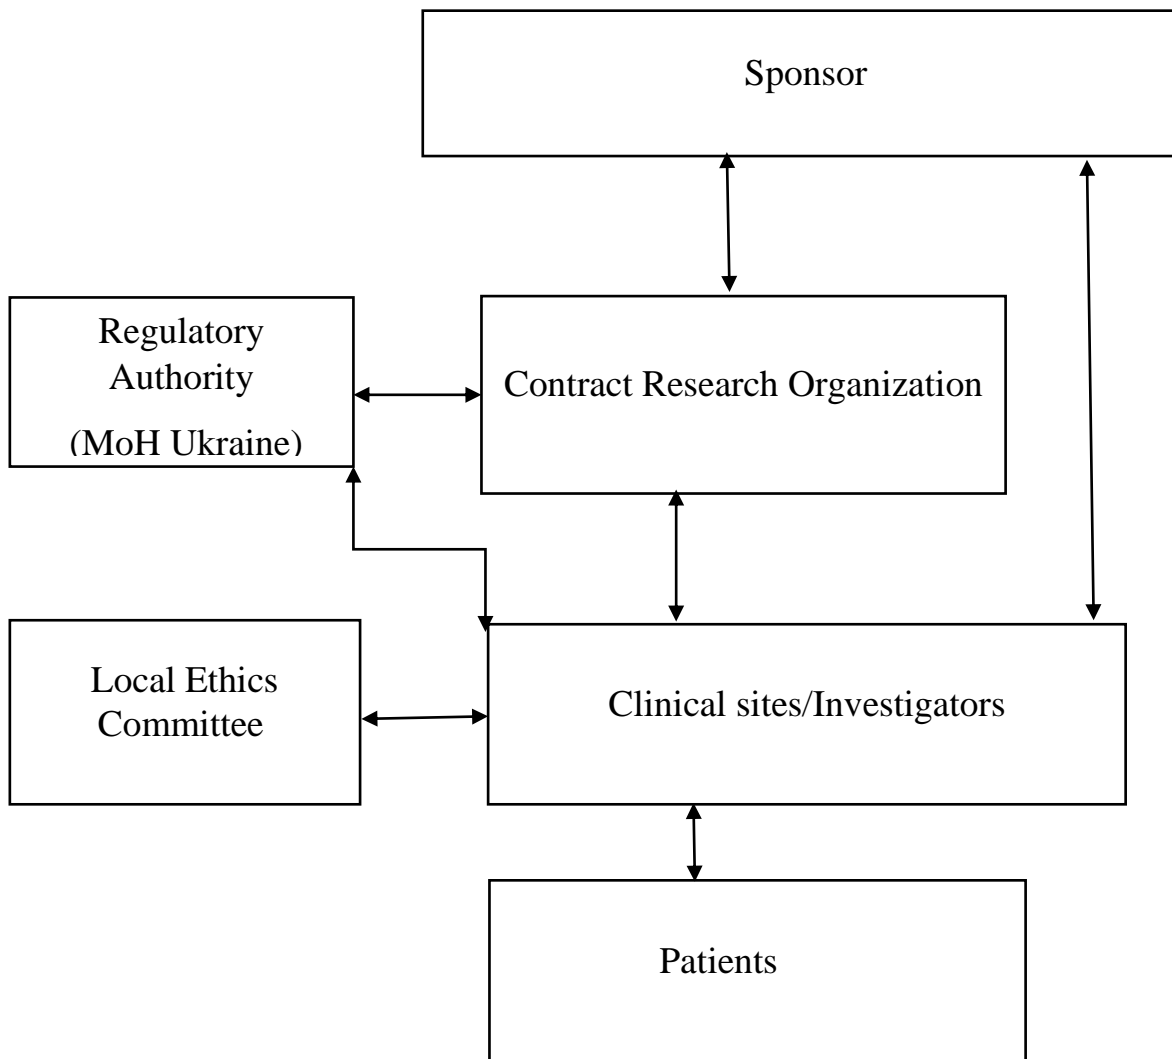 Sponsor
Regulatory
Authority
(MoH Ukraine)
Contract Research Organization
Local Ethics
Committee
Clinical sites/Investigators
Patients